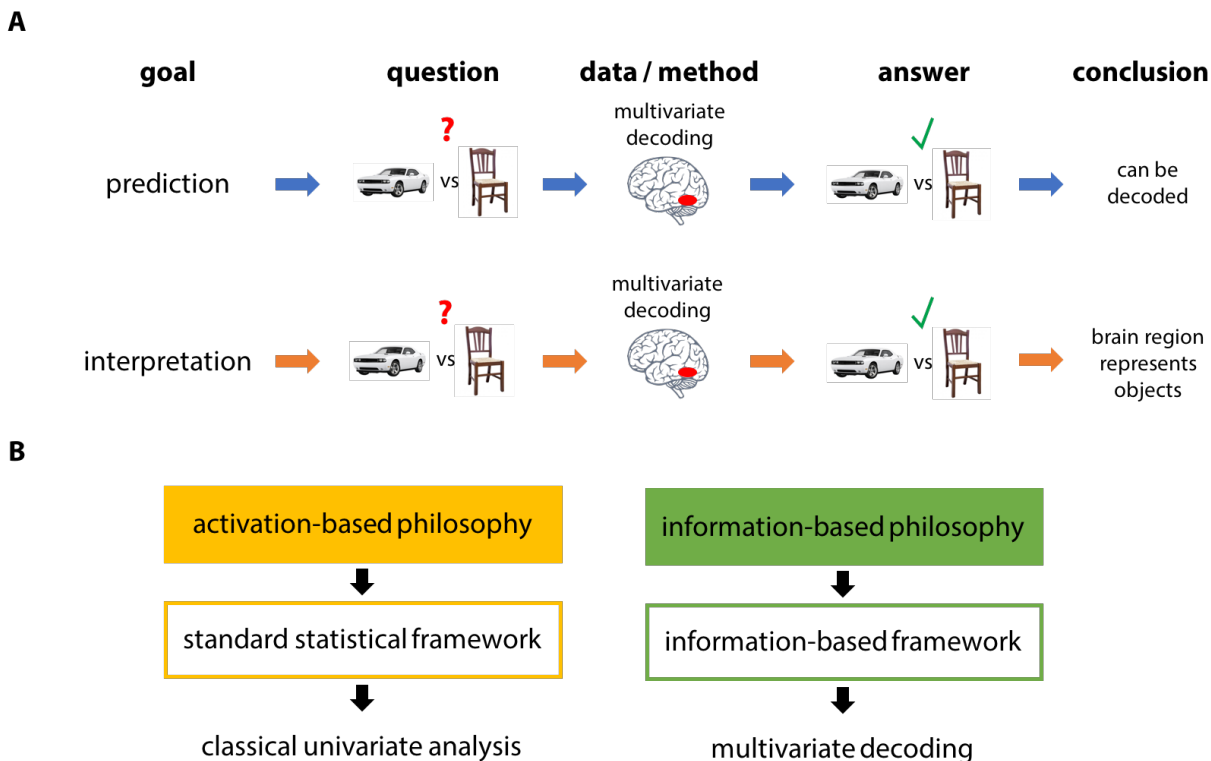 A
goal question data / method answer conclusion
multivariate
decoding
?
prediction
vs
vs
can be
decoded
multivariate
decoding
?
interpretation
vs
vs
brain region
represents
objects
B
activation-based philosophy
information-based philosophy
standard statistical framework
information-based framework
classical univariate analysis
multivariate decoding